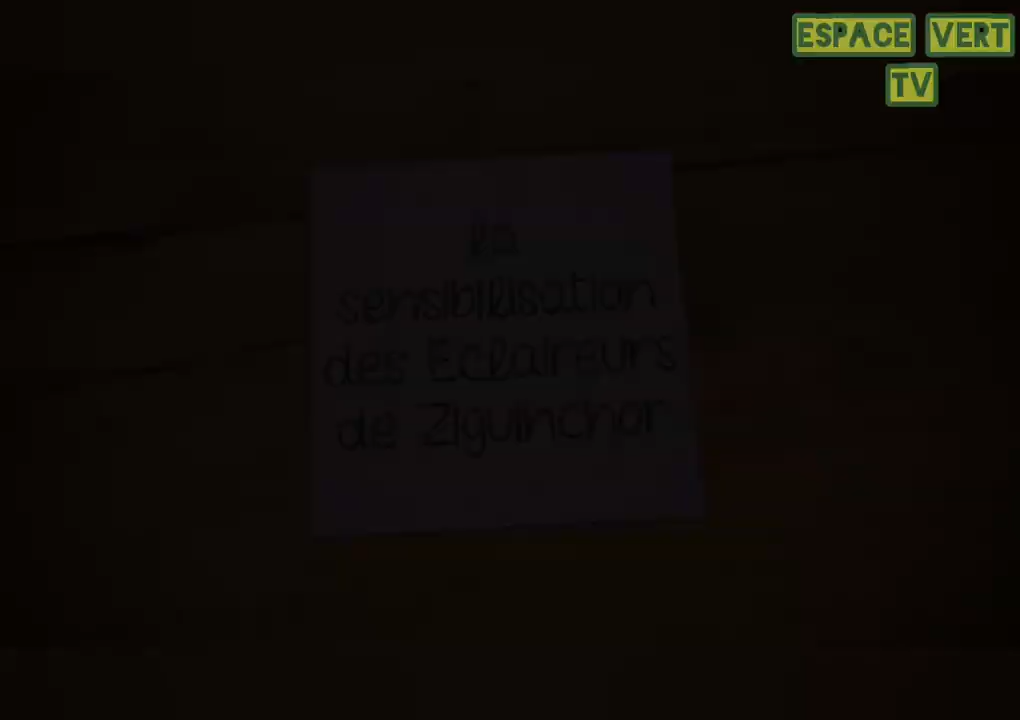 ESPACE VERT
TV
la
sensibilisation
des Eclaireurs
de Ziguinchor